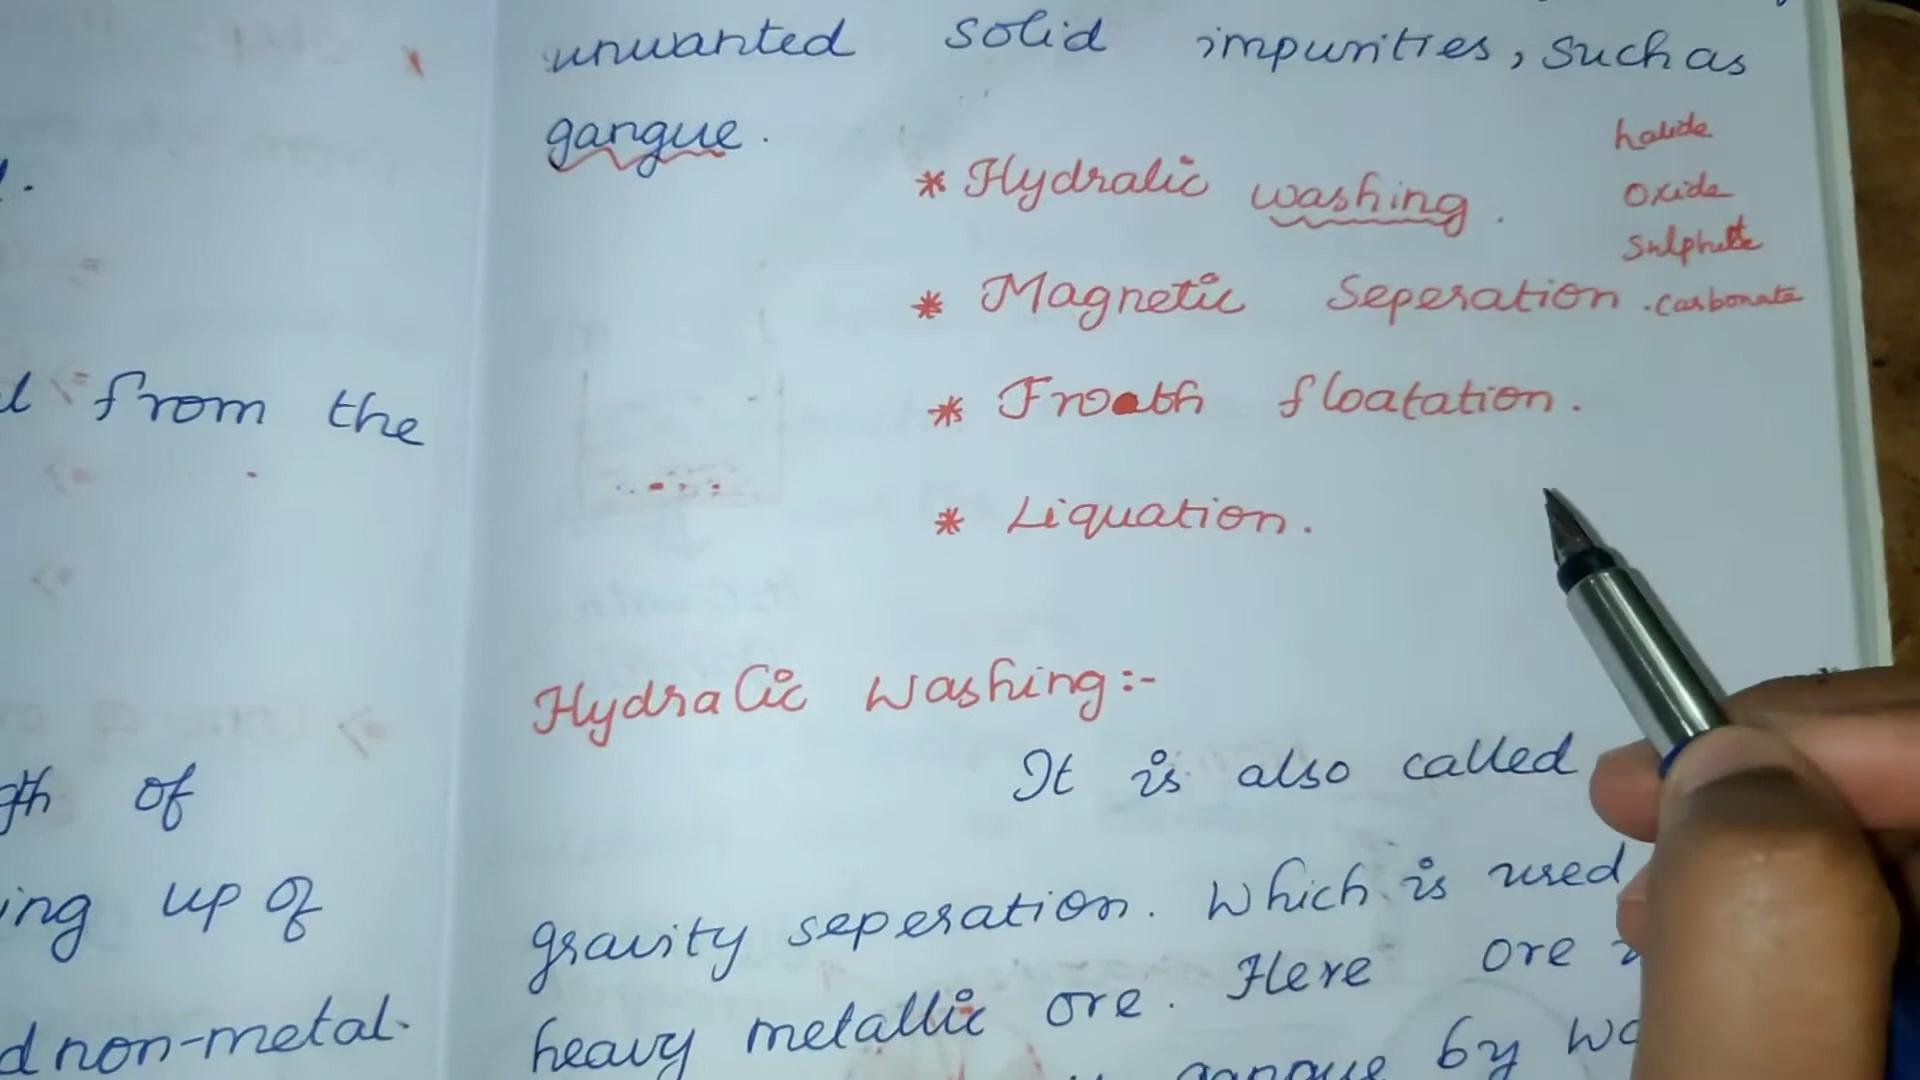 unwanted solid impurities, such as
gangue.
* Hydralic washing.
* Magnetic Seperation.
* Froath floatation.
* Liquation.
halide
oxide
carbonate
Hydralic Washing:-
It is also called
gravity seperation. Which is used
heavy metallic ore. Here ore
gangue by
from the
of
up of
non-metal.